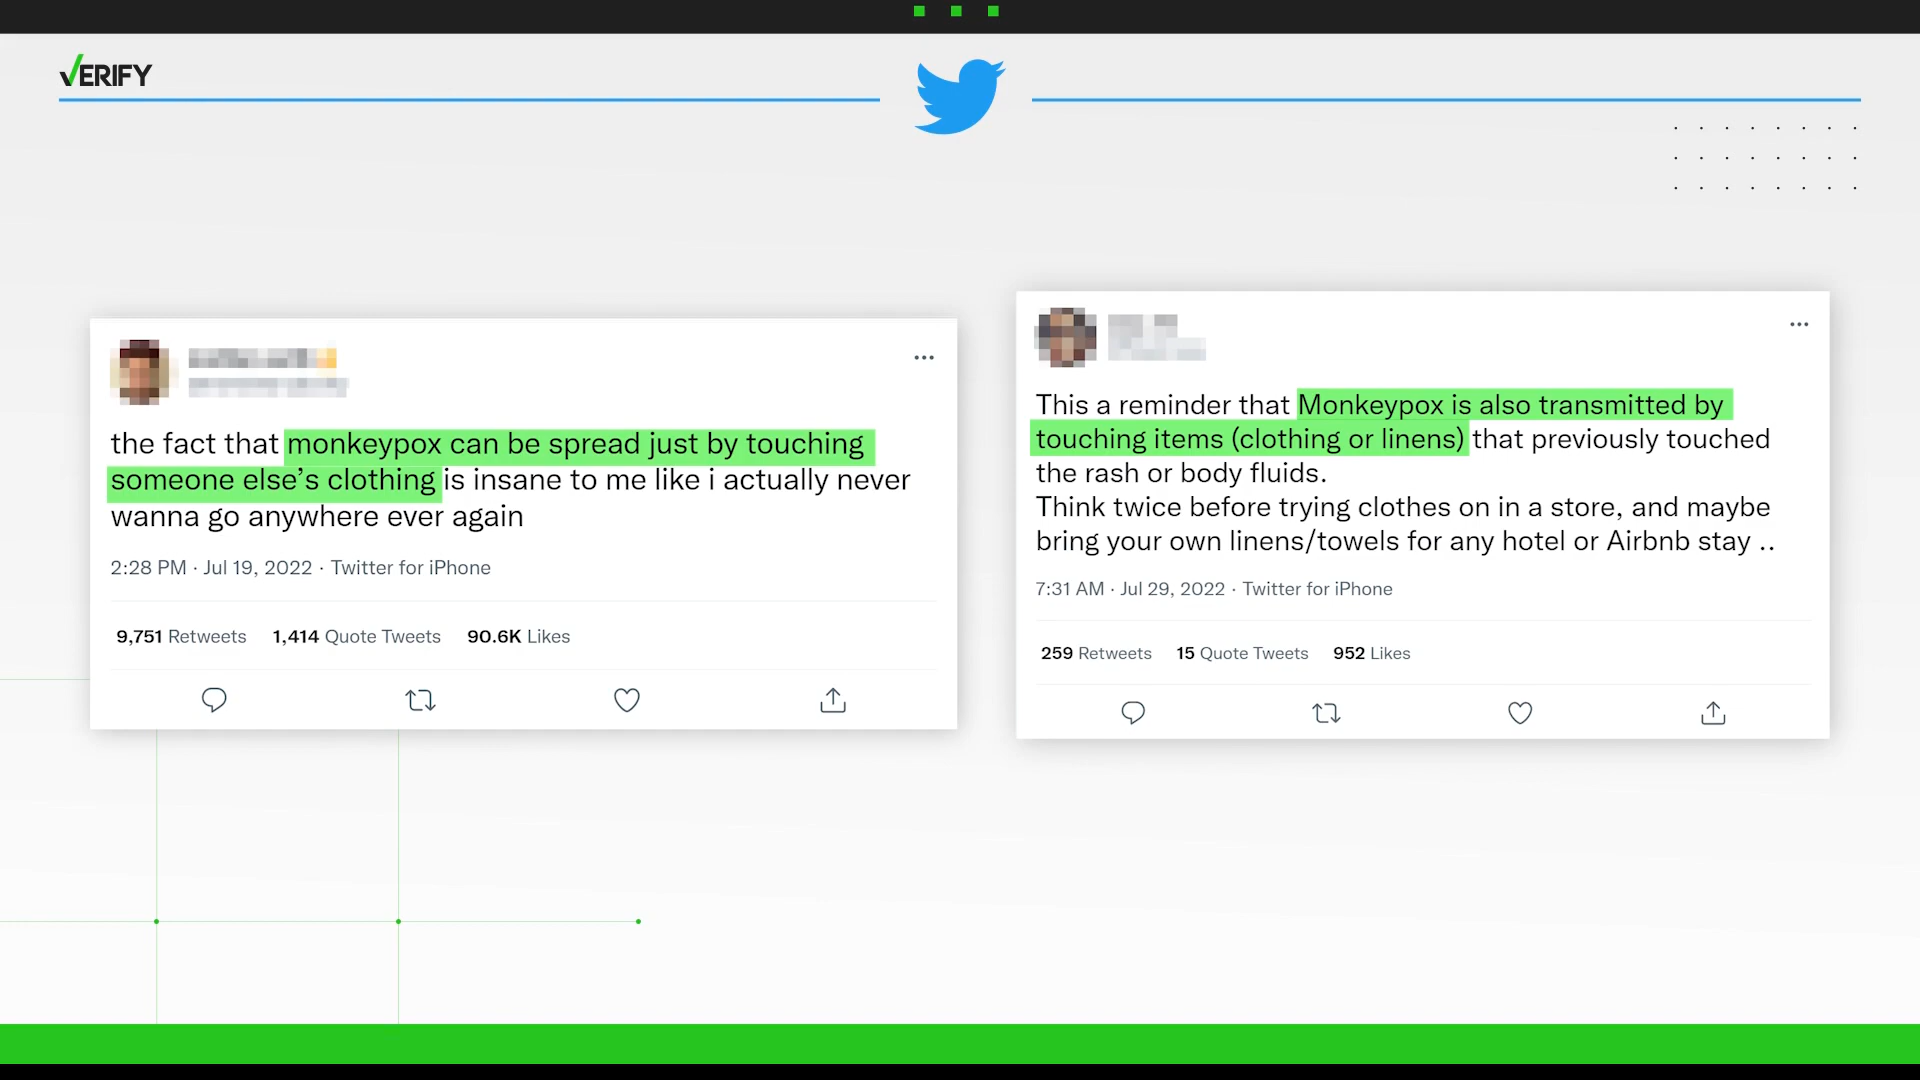 VERIFY
the fact that monkeypox can be spread just by touching
someone else’s clothing is insane to me like i actually never
wanna go anywhere ever again
2:28 PM · Jul 19, 2022 · Twitter for iPhone
9,751 Retweets 1,414 Quote Tweets 90.6K Likes
This a reminder that Monkeypox is also transmitted by
touching items (clothing or linens) that previously touched
the rash or body fluids.
Think twice before trying clothes on in a store, and maybe
bring your own linens/towels for any hotel or Airbnb stay ..
7:31 AM · Jul 29, 2022 · Twitter for iPhone
259 Retweets 15 Quote Tweets 952 Likes